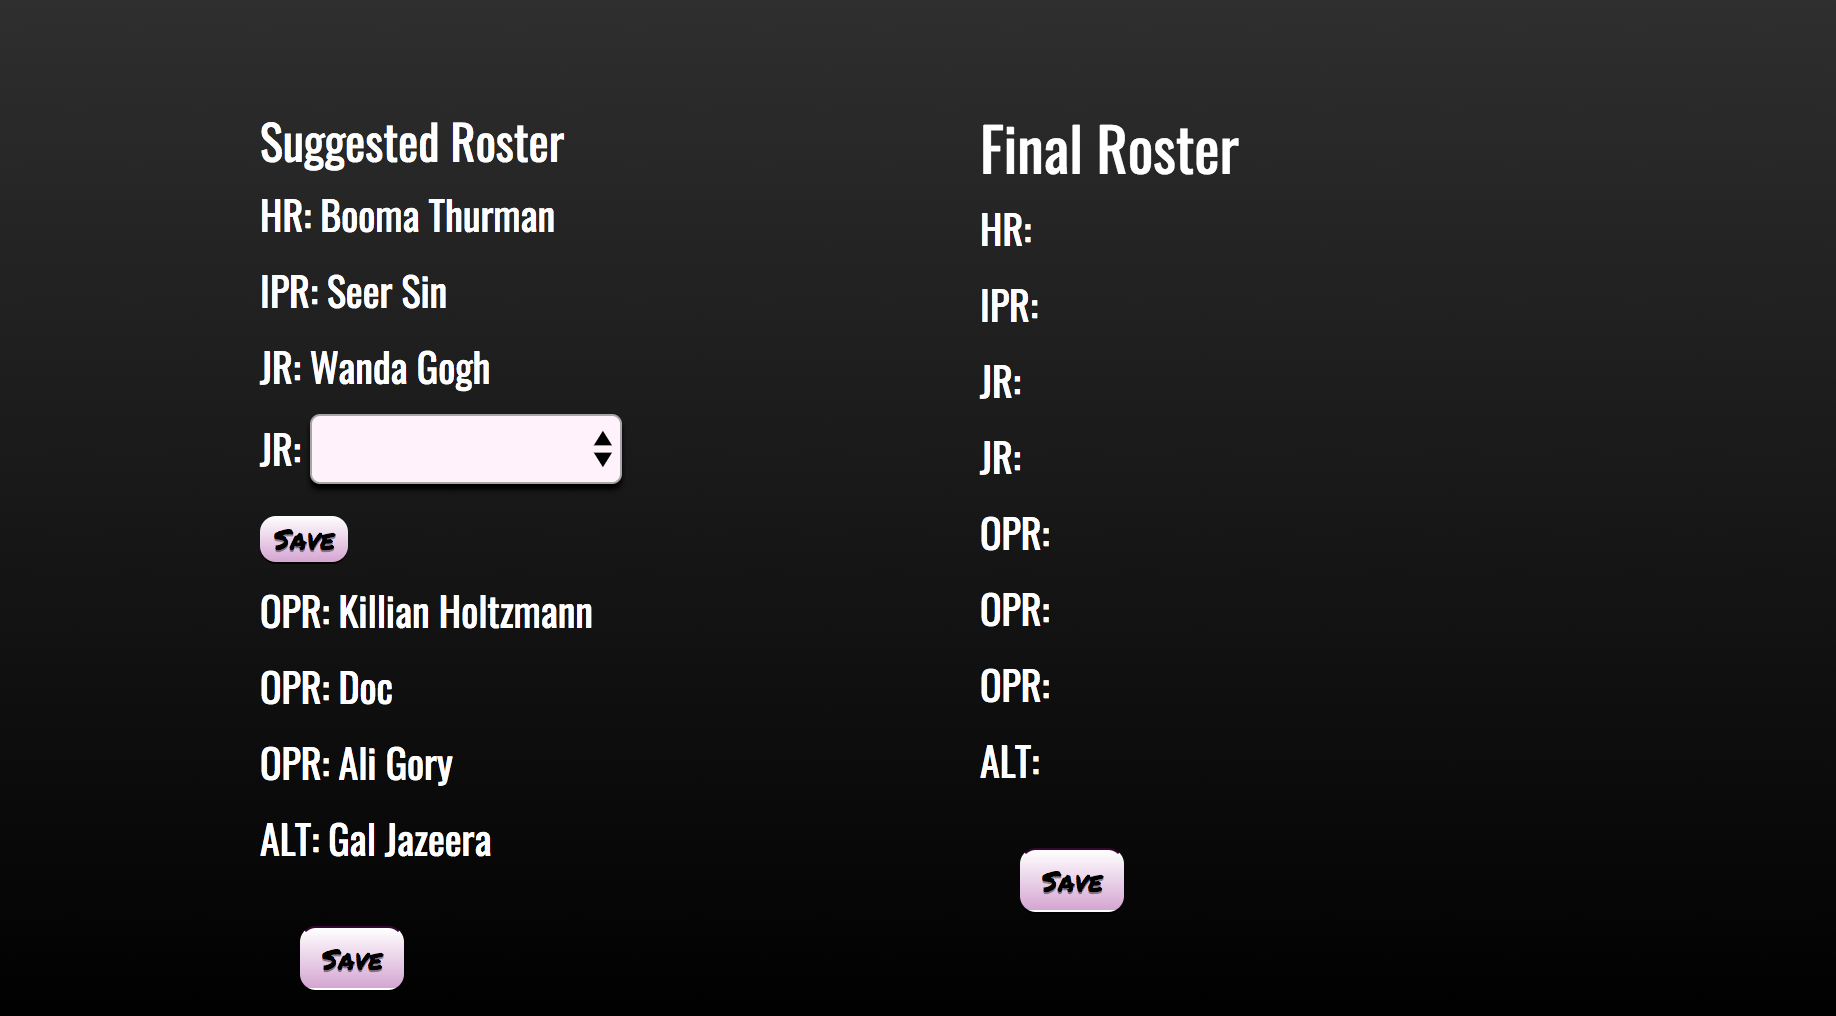 Suggested Roster
HR: Booma Thurman
IPR: Seer Sin
JR: Wanda Gogh
JR:
Save
OPR: Killian Holtzmann
OPR: Doc
OPR: Ali Gory
ALT: Gal Jazeera
Save
Final Roster
HR:
IPR:
JR:
JR:
OPR:
OPR:
OPR:
ALT:
Save